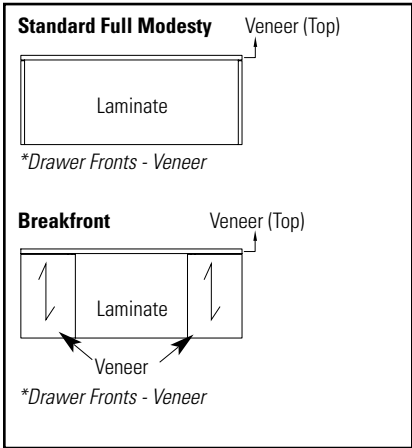 Standard Full Modesty Veneer (Top)
Laminate
*Drawer Fronts - Veneer
Breakfront Veneer (Top)
Laminate
Veneer
*Drawer Fronts - Veneer